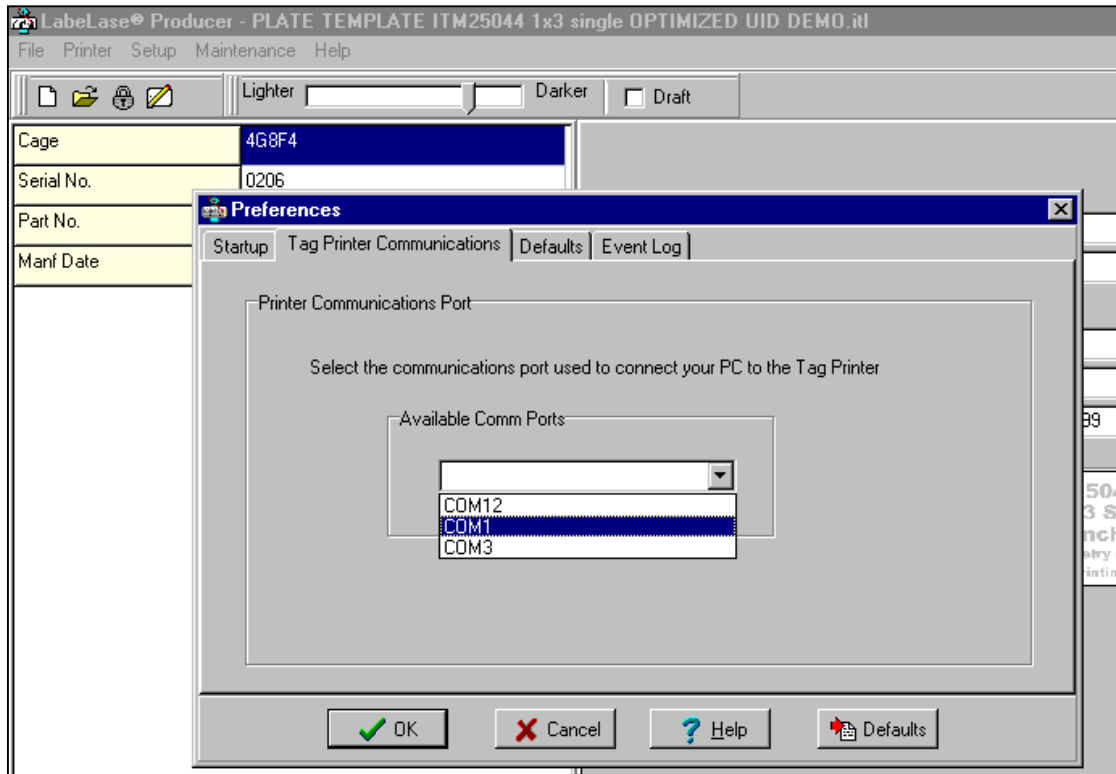 LabeLase® Producer - PLATE TEMPLATE ITM25044 1x3 single OPTIMIZED UID DEMO.itl
File Printer Setup Maintenance Help
Lighter Darker Draft
Cage 4G8F4
Serial No. 0206
Part No.
Manf Date
Preferences
Startup Tag Printer Communications Defaults Event Log
Printer Communications Port
Select the communications port used to connect your PC to the Tag Printer
Available Comm Ports
COM12
COM1
COM3
OK Cancel Help Defaults